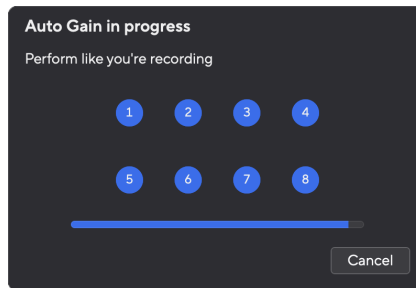 Auto Gain in progress
Perform like you're recording
1 2 3 4
5 6 7 8
Cancel